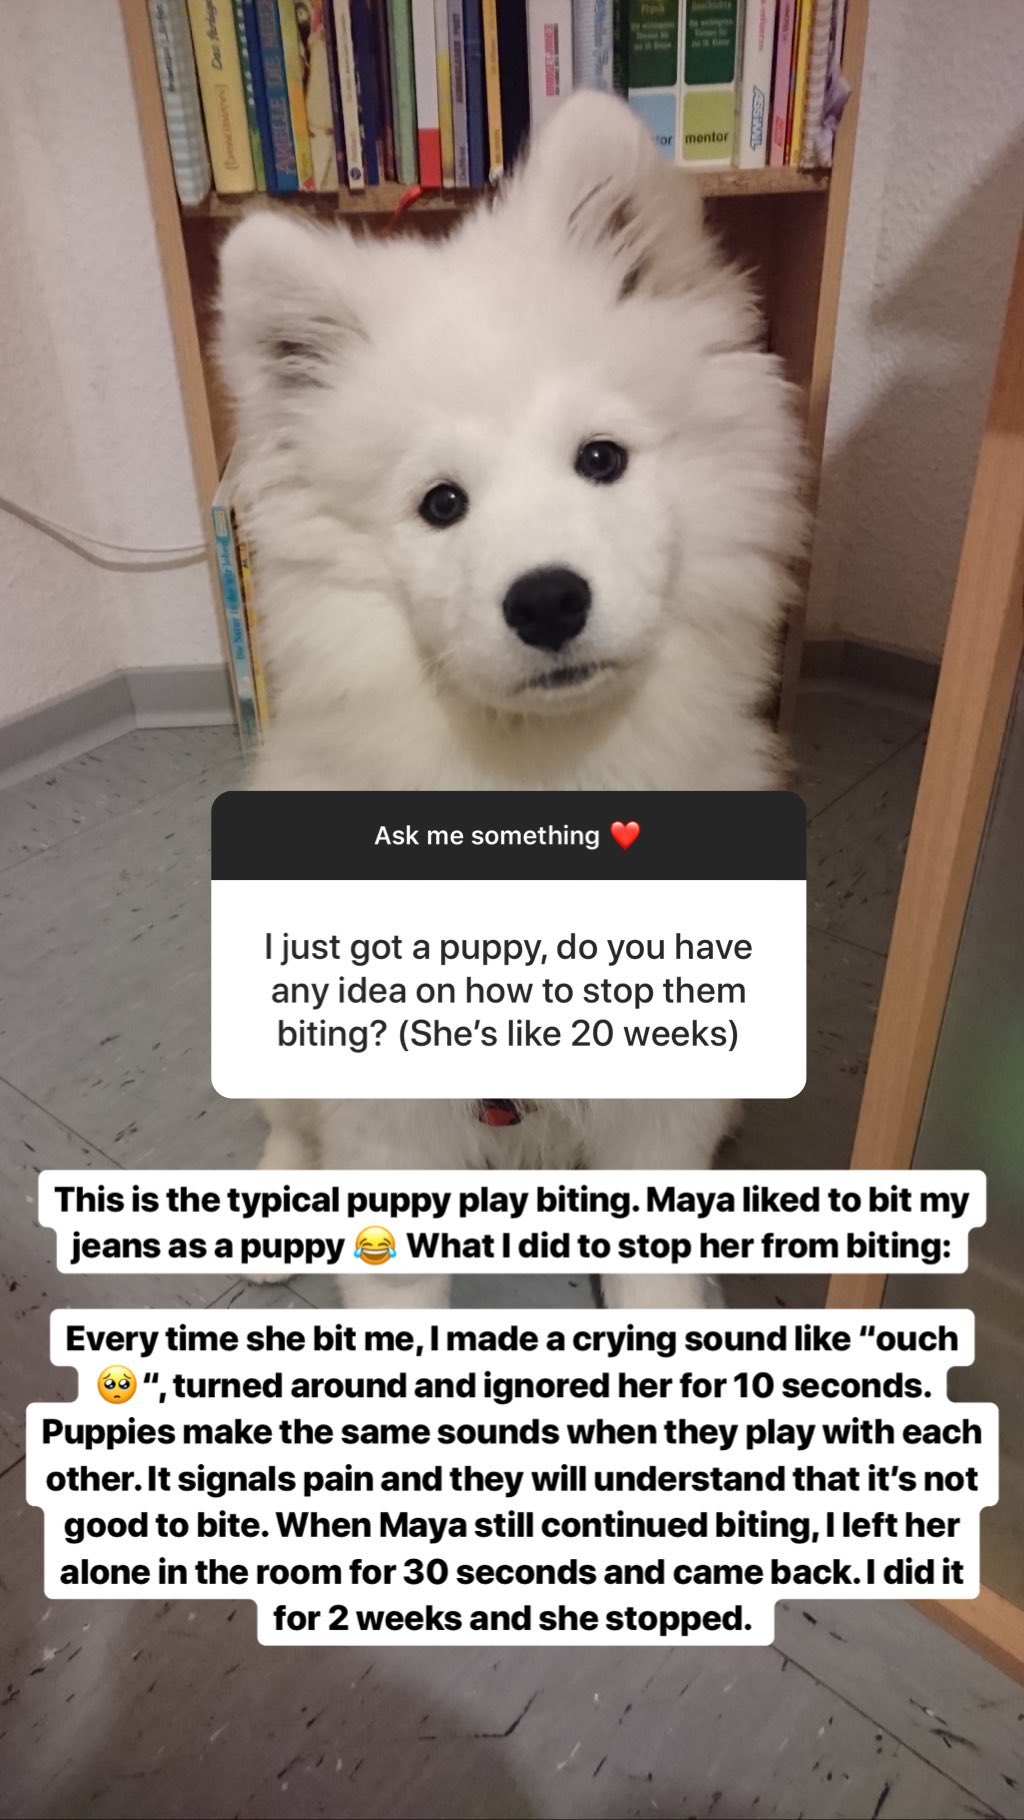 mentor
Ask me something ❤️
I just got a puppy, do you have
any idea on how to stop them
biting? (She's like 20 weeks)
This is the typical puppy play biting. Maya liked to bit my
jeans as a puppy 😂 What I did to stop her from biting:
Every time she bit me, I made a crying sound like “ouch
🥺“, turned around and ignored her for 10 seconds.
Puppies make the same sounds when they play with each
other. It signals pain and they will understand that it’s not
good to bite. When Maya still continued biting, I left her
alone in the room for 30 seconds and came back. I did it
for 2 weeks and she stopped.